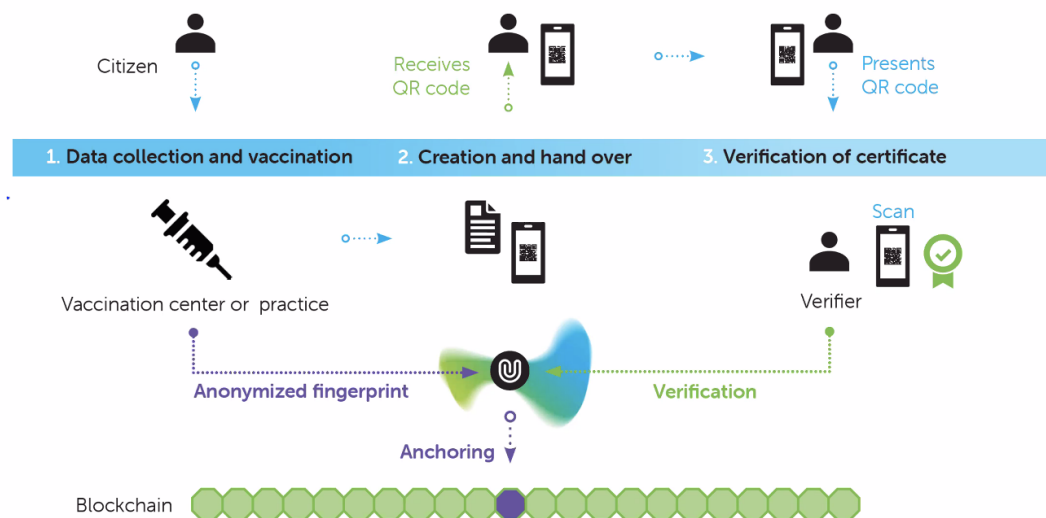 Citizen
Receives
QR code
Presents
QR code
1. Data collection and vaccination
2. Creation and hand over
3. Verification of certificate
Scan
Vaccination center or practice
Verifier
Anonymized fingerprint
Verification
Anchoring
Blockchain